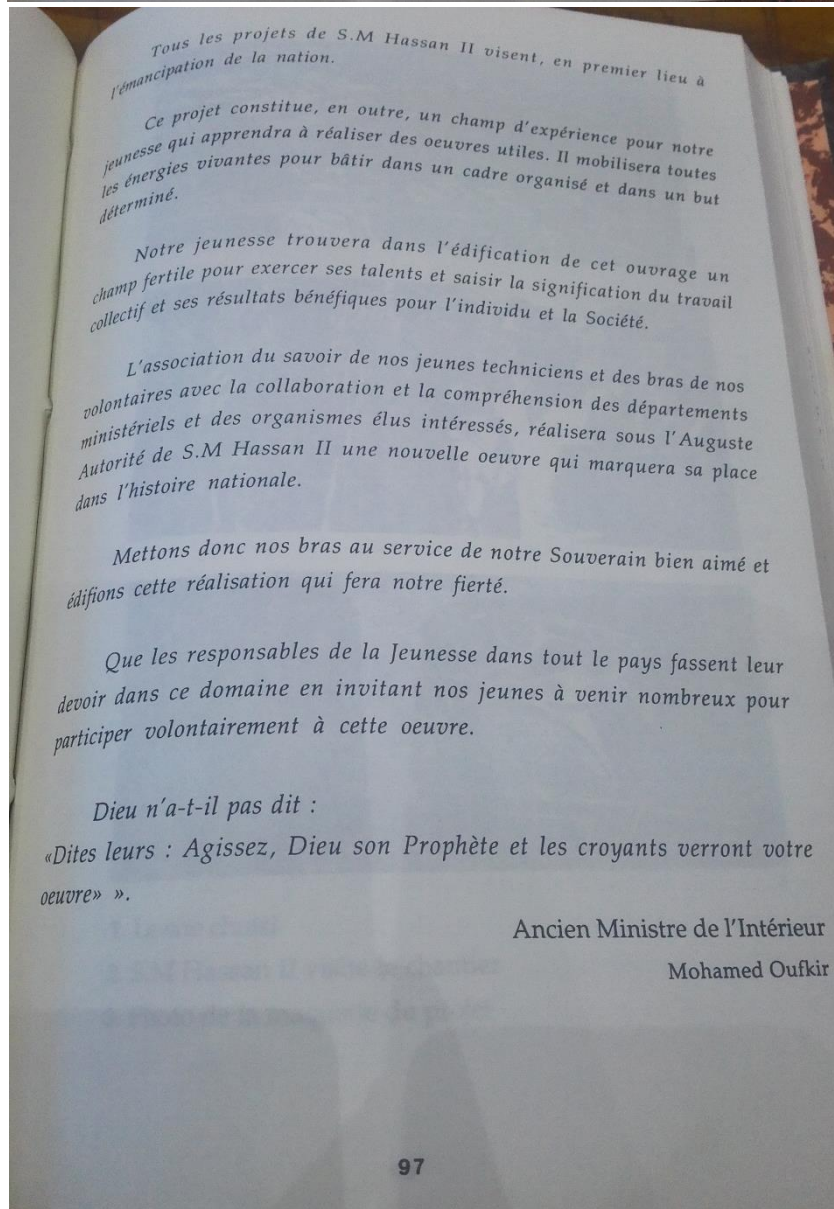 Tous les projets de S.M Hassan II visent, en premier lieu à
l'émancipation de la nation.
Ce projet constitue, en outre, un champ d'expérience pour notre
jeunesse qui apprendra à réaliser des oeuvres utiles. Il mobilisera toutes
les énergies vivantes pour bâtir dans un cadre organisé et dans un but
déterminé.
Notre jeunesse trouvera dans l'édification de cet ouvrage un
champ fertile pour exercer ses talents et saisir la signification du travail
collectif et ses résultats bénéfiques pour l'individu et la Société.
L'association du savoir de nos jeunes techniciens et des bras de nos
volontaires avec la collaboration et la compréhension des départements
ministériels et des organismes élus intéressés, réalisera sous l'Auguste
Autorité de S.M Hassan II une nouvelle oeuvre qui marquera sa place
dans l'histoire nationale.
Mettons donc nos bras au service de notre Souverain bien aimé et
édifions cette réalisation qui fera notre fierté.
Que les responsables de la Jeunesse dans tout le pays fassent leur
devoir dans ce domaine en invitant nos jeunes à venir nombreux pour
participer volontairement à cette oeuvre.
Dieu n'a-t-il pas dit :
«Dites leurs : Agissez, Dieu son Prophète et les croyants verront votre
oeuvre» ».
Ancien Ministre de l'Intérieur
Mohamed Oufkir
97